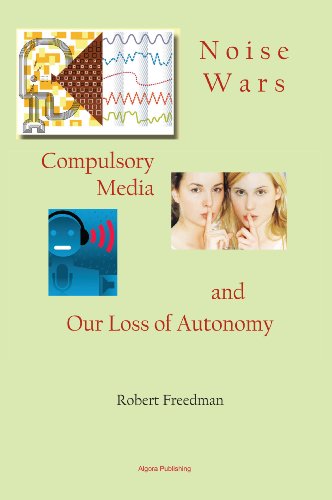 Noise
Wars
Compulsory
Media
and
Our Loss of Autonomy
Robert Freedman
Algora Publishing